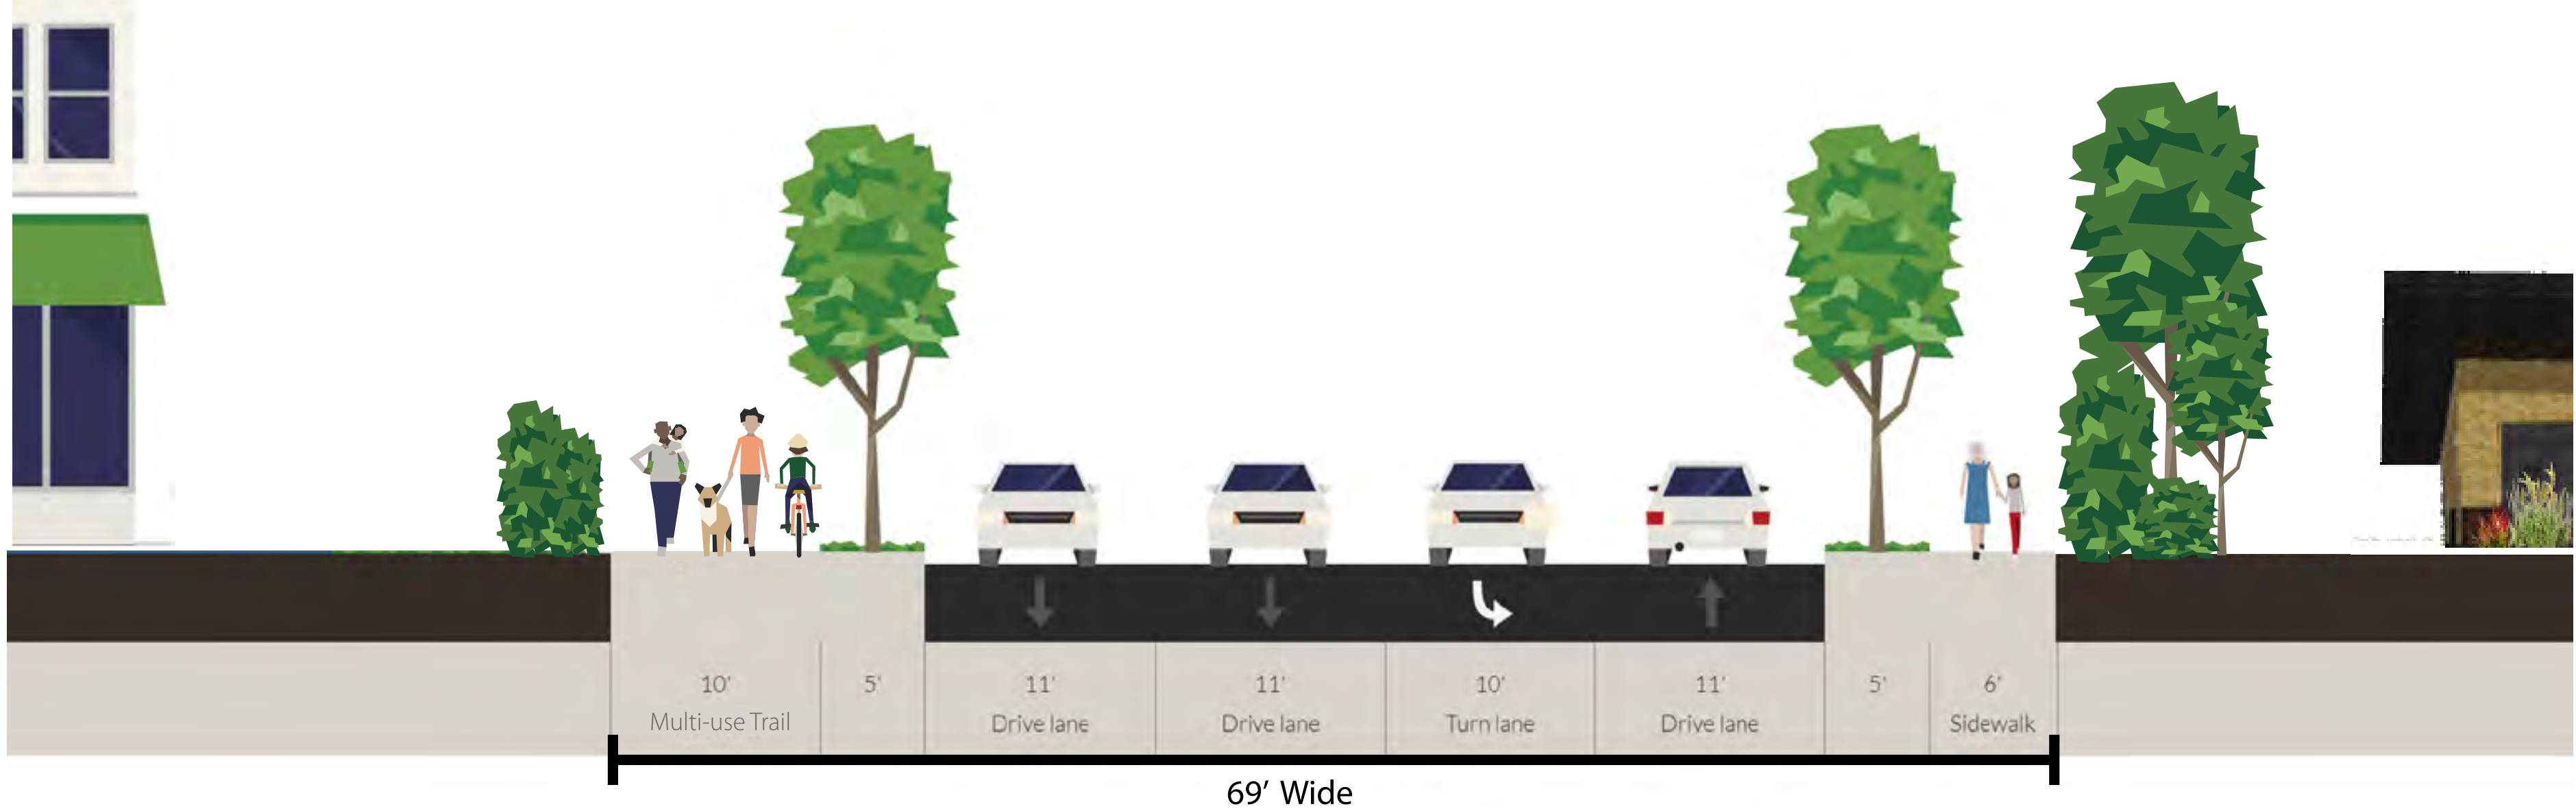 10'
Multi-use Trail
5'
11'
Drive lane
11'
Drive lane
10'
Turn lane
11'
Drive lane
5'
6'
Sidewalk
69’ Wide